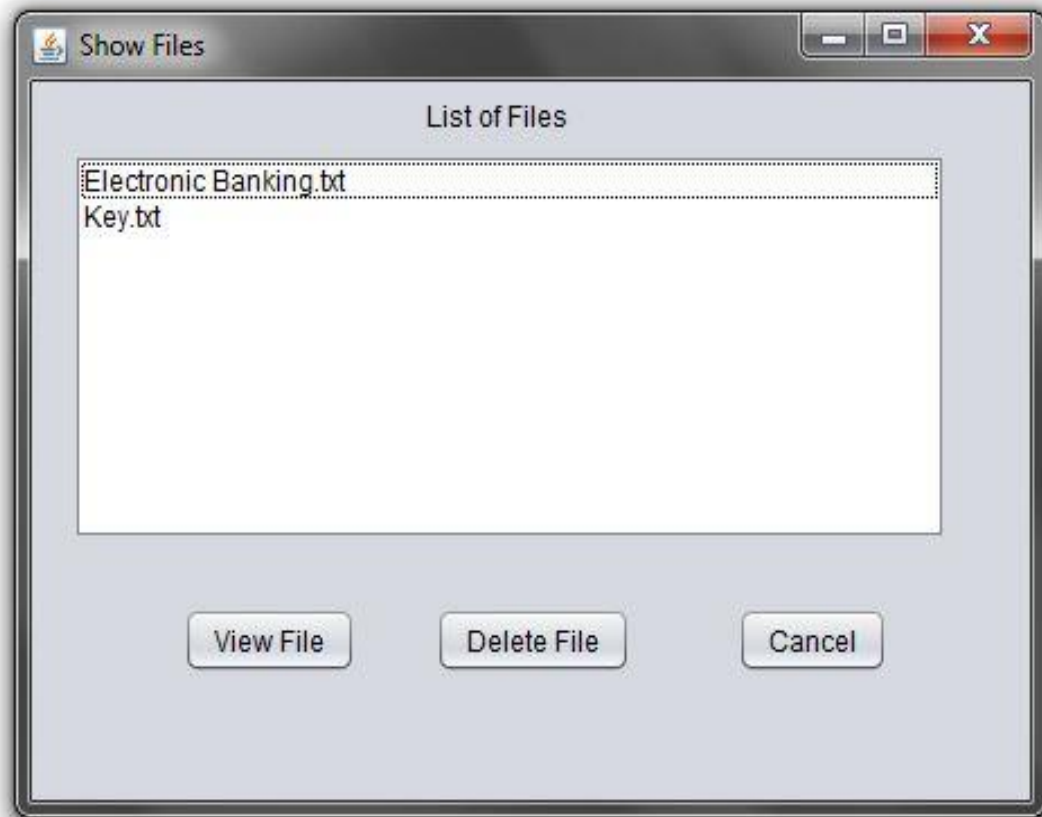 Show Files
List of Files
Electronic Banking.txt
Key.txt
View File Delete File Cancel